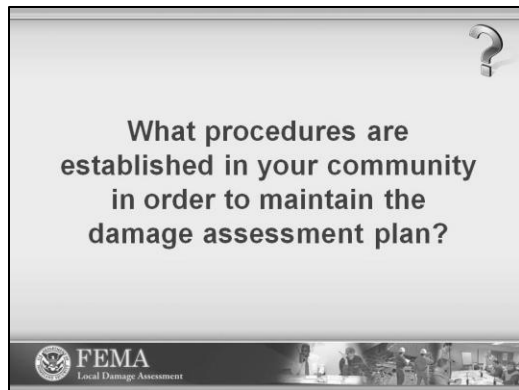 ?
What procedures are
established in your community
in order to maintain the
damage assessment plan?
FEMA
Local Damage Assessment